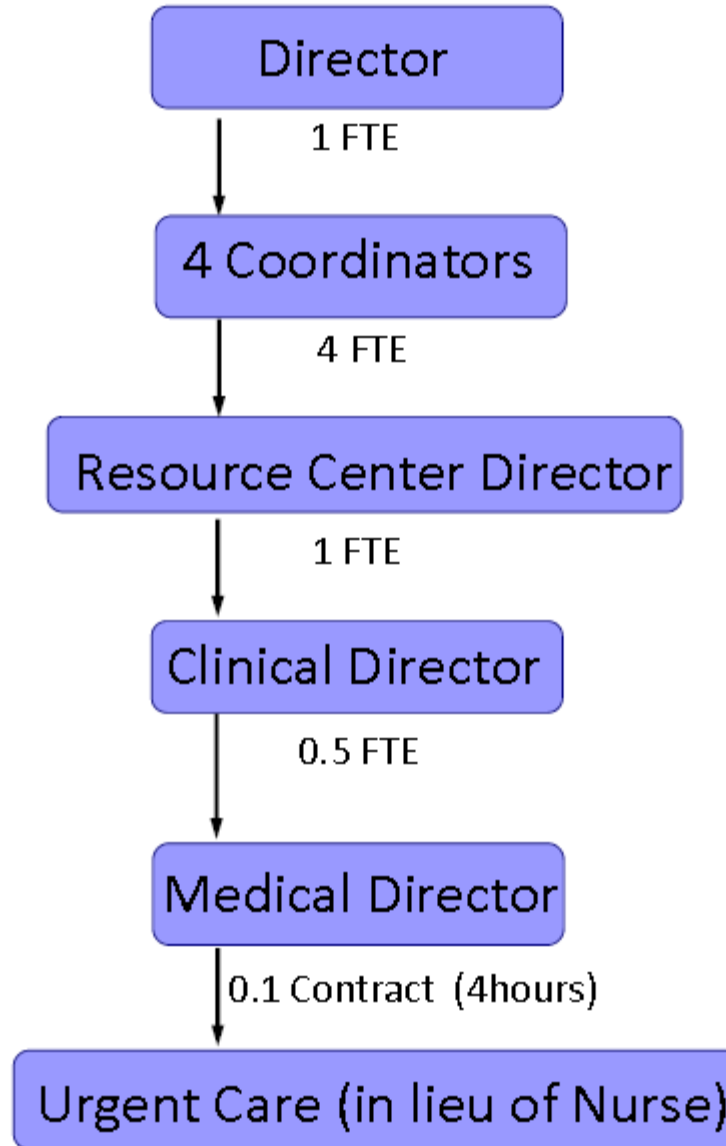 Director
1 FTE
4 Coordinators
4 FTE
Resource Center Director
1 FTE
Clinical Director
0.5 FTE
Medical Director
0.1 Contract (4hours)
Urgent Care (in lieu of Nurse)